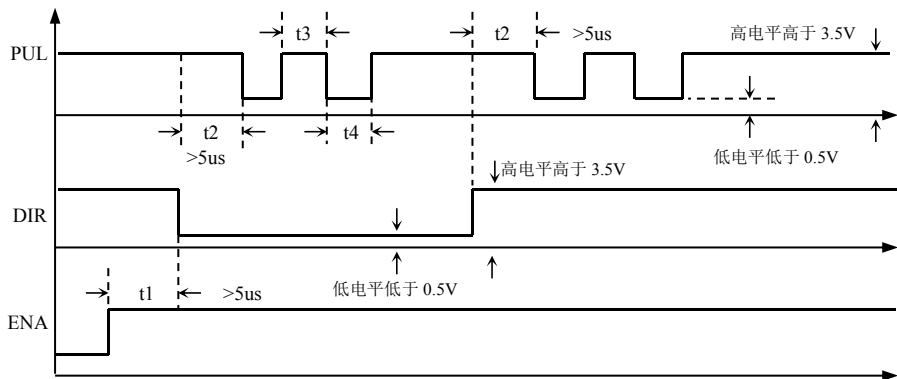 t3
t2
>5us
高电平高于 3.5V
PUL
t2
t4
>5us
低电平低于 0.5V
高电平高于 3.5V
DIR
低电平低于 0.5V
t1
>5us
ENA